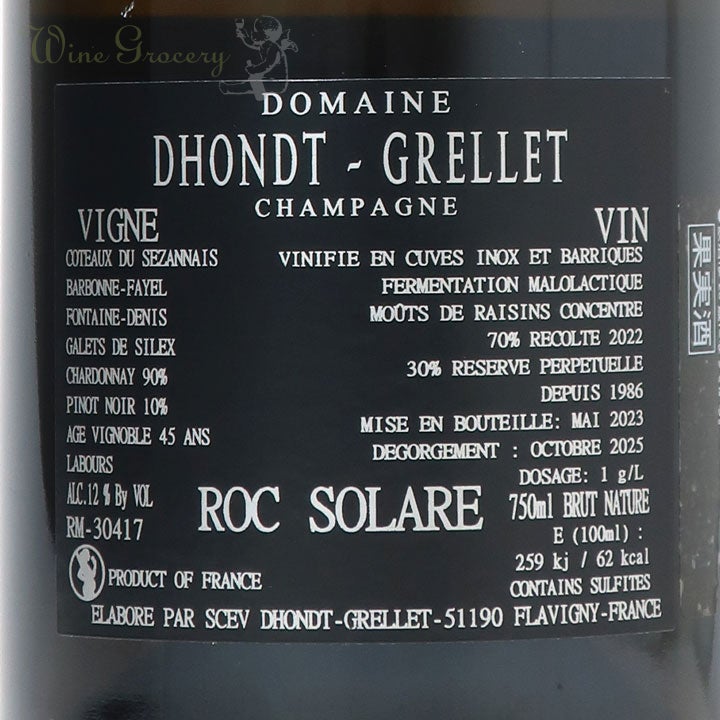 Wine Grocery
DOMAINE
DHONDT - GRELLET
CHAMPAGNE
VIGNE
COTEAUX DU SEZANNAIS
BARBONNE-FAYEL
FONTAINE-DENIS
GALETS DE SILEX
CHARDONNAY 90%
PINOT NOIR 10%
AGE VIGNOBLE 45 ANS
LABOURS
ALC.12 % By VOL
RM-30417
VIN
VINIFIE EN CUVES INOX ET BARRIQUES
FERMENTATION MALOLACTIQUE
MOÛTS DE RAISINS CONCENTRE
70% RECOLTE 2022
30% RESERVE PERPETUELLE
DEPUIS 1986
MISE EN BOUTEILLE: MAI 2023
DEGORGEMENT : OCTOBRE 2025
DOSAGE: 1 g/L
ROC SOLARE
750ml BRUT NATURE
E (100ml) :
259 kj / 62 kcal
CONTAINS SULFITES
PRODUCT OF FRANCE
ELABORE PAR SCEV DHONDT-GRELLET-51190 FLAVIGNY-FRANCE
果実酒